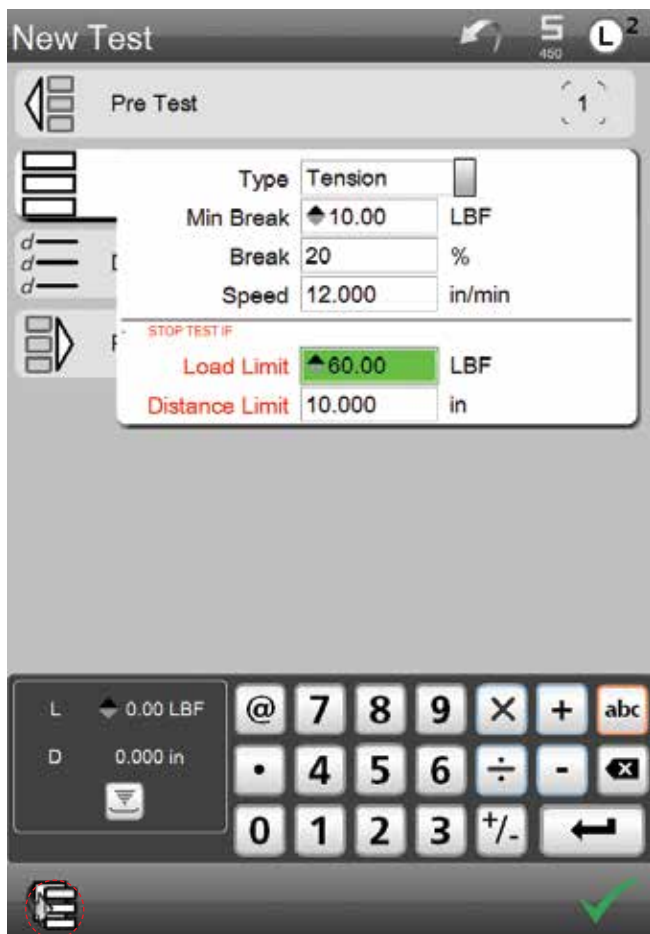 New Test
S
450
L 2
Pre Test
1
Type Tension
Min Break 10.00 LBF
d
d
d
D
Break 20 %
Speed 12.000 in/min
STOP TEST IF
Load Limit 60.00 LBF
Distance Limit 10.000 in
L 0.00 LBF
D 0.000 in
@ 7 8 9 × + abc
• 4 5 6 ÷ -
0 1 2 3 +/-